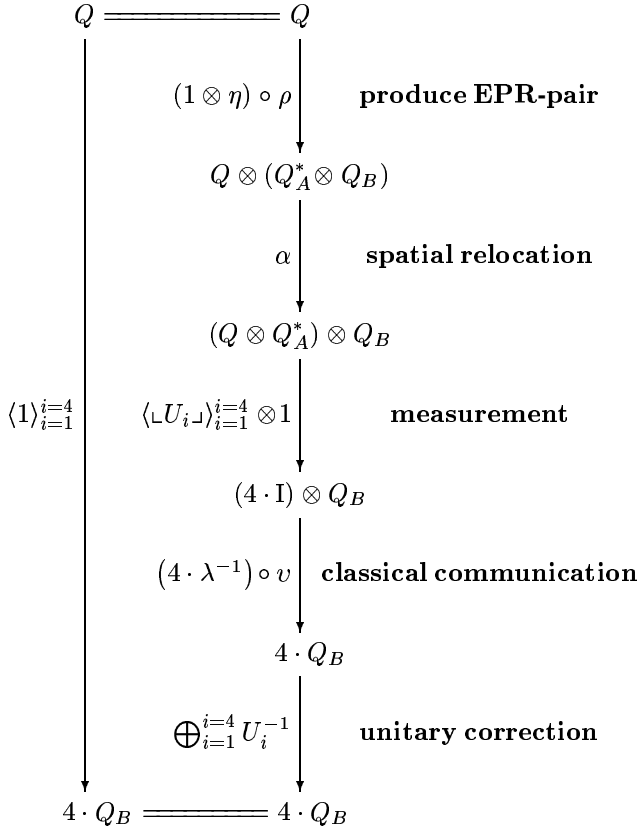 Q Q
(1 ⊗ η) ∘ ρ produce EPR-pair
Q ⊗ (Q*_A ⊗ Q_B)
α spatial relocation
(Q ⊗ Q*_A) ⊗ Q_B
⟨1⟩_{i=1}^{i=4} ⟨⌞U_i⌟⟩_{i=1}^{i=4} ⊗ 1 measurement
(4 · I) ⊗ Q_B
(4 · λ^{-1}) ∘ υ classical communication
4 · Q_B
⨁_{i=1}^{i=4} U_i^{-1} unitary correction
4 · Q_B 4 · Q_B